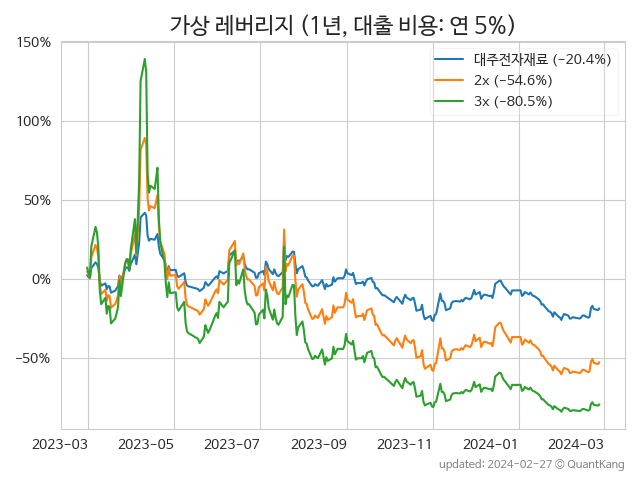 가상 레버리지 (1년, 대출 비용: 연 5%)
대주전자재료 (−20.4%)
2x (−54.6%)
3x (−80.5%)
150%
100%
50%
0%
−50%
2023−03 2023−05 2023−07 2023−09 2023−11 2024−01 2024−03
updated: 2024−02−27 © QuantKang